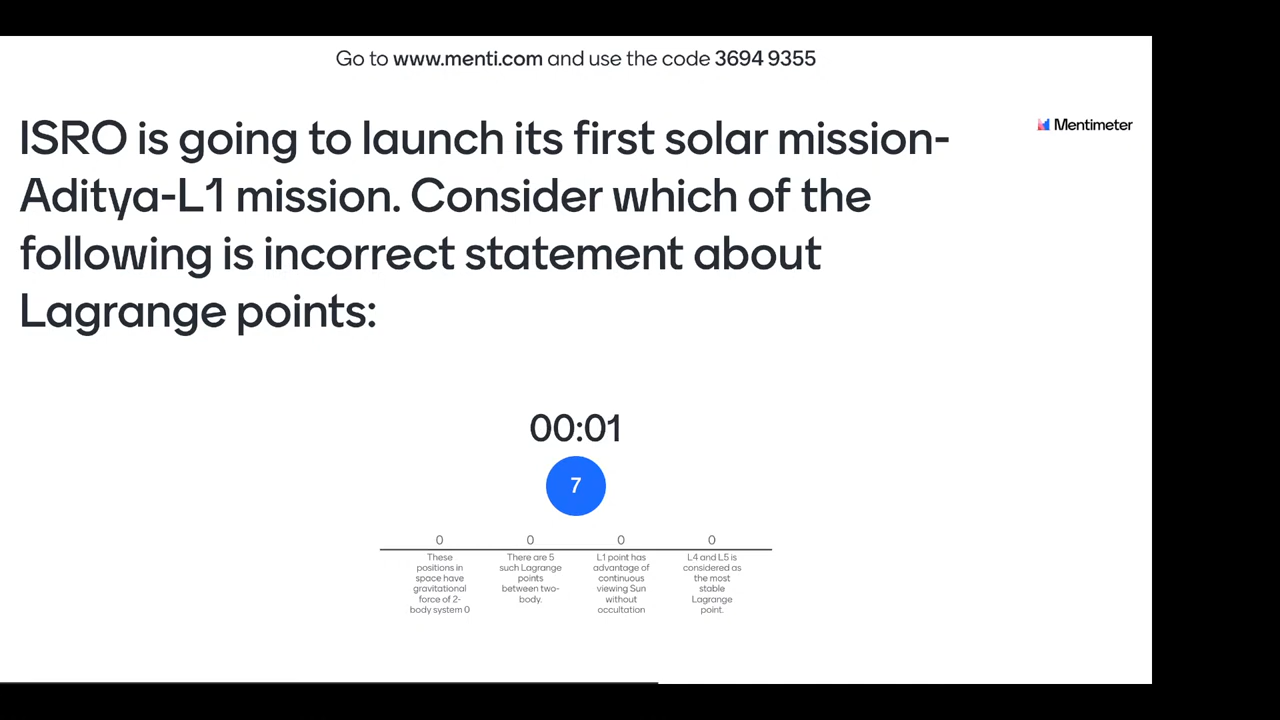 Go to www.menti.com and use the code 3694 9355
ISRO is going to launch its first solar mission-
Aditya-L1 mission. Consider which of the
following is incorrect statement about
Lagrange points:
Mentimeter
00:01
7
0
These
positions in
space have
gravitational
force of 2-
body system 0
0
There are 5
such Lagrange
points
between two-
body.
0
L1 point has
advantage of
continuous
viewing Sun
without
occultation
0
L4 and L5 is
considered as
the most
stable
Lagrange
point.